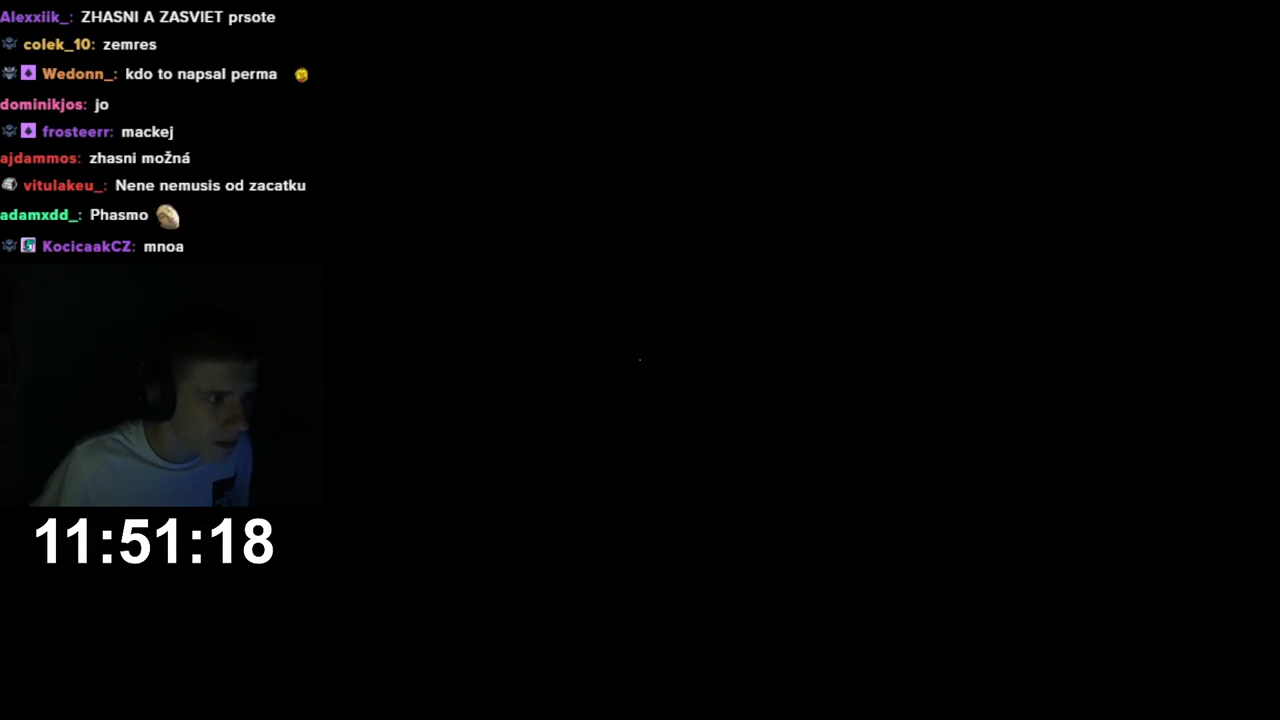 Alexxiik_: ZHASNI A ZASVIET prsote
colek_10: zemres
Wedonn_: kdo to napsal perma
dominikjos: jo
frosteerr: mackej
ajdammos: zhasni možná
vitulakeu_: Nene nemusis od zacatku
adamxdd_: Phasmo
KocicaakCZ: mnoa
11:51:18